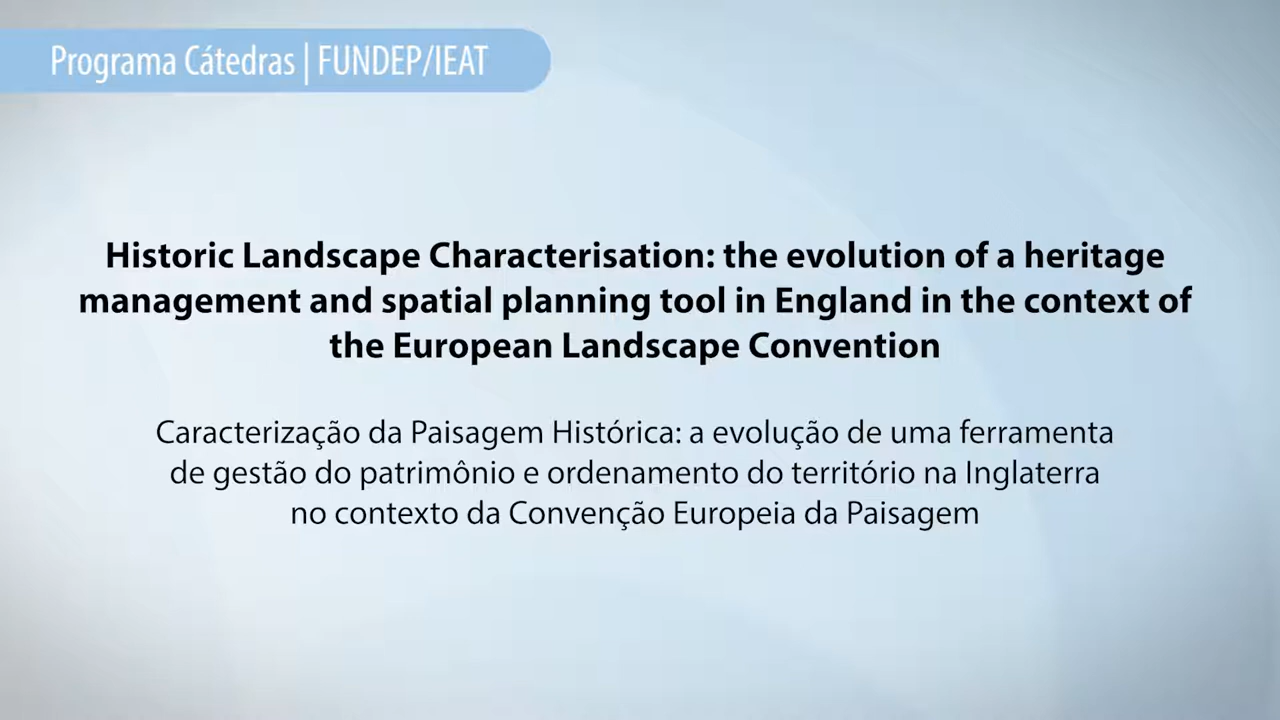 Programa Cátedras | FUNDEP/IEAT
Historic Landscape Characterisation: the evolution of a heritage
management and spatial planning tool in England in the context of
the European Landscape Convention
Caracterização da Paisagem Histórica: a evolução de uma ferramenta
de gestão do patrimônio e ordenamento do território na Inglaterra
no contexto da Convenção Europeia da Paisagem